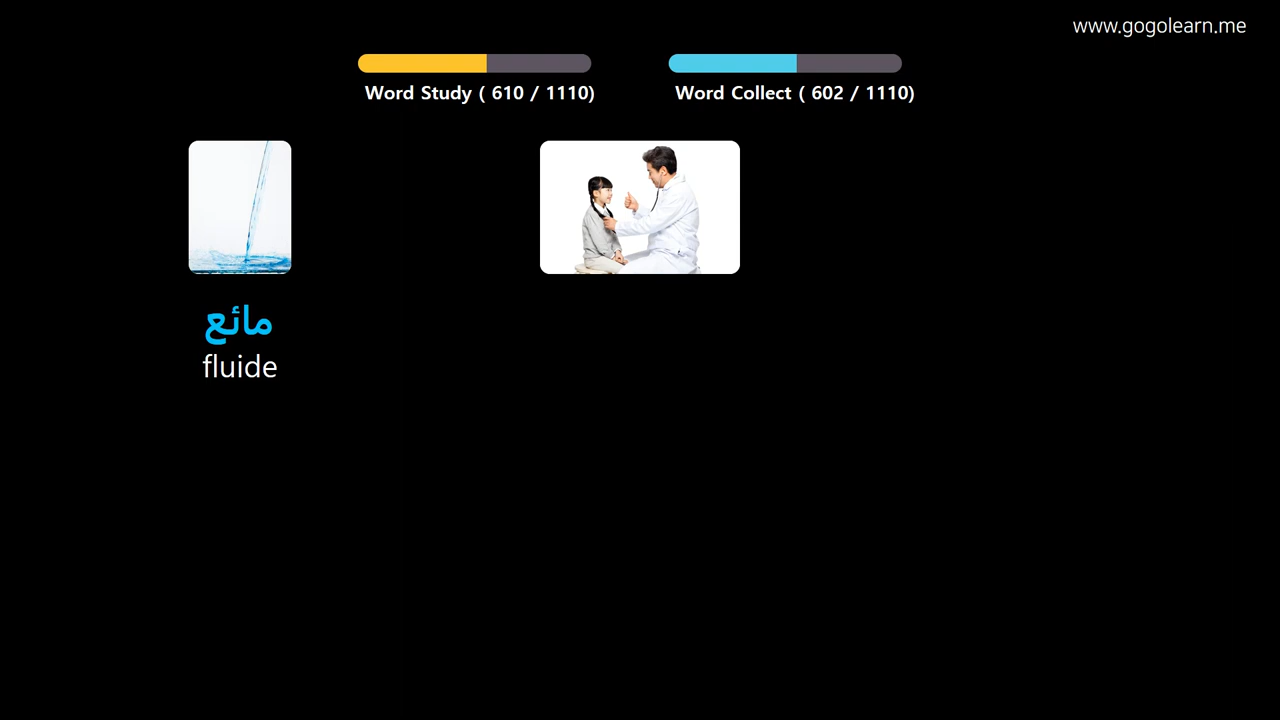 www.gogolearn.me
Word Study ( 610 / 1110)
Word Collect ( 602 / 1110)
مائع
fluide